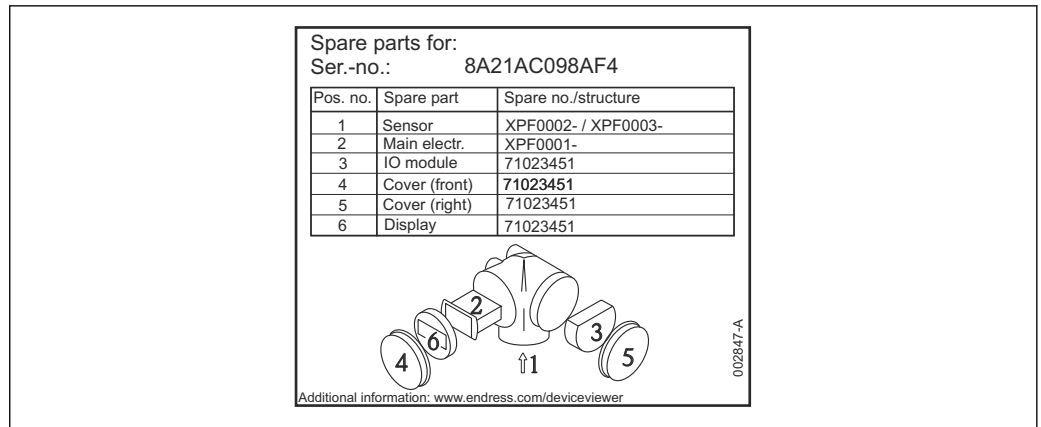 Spare parts for:
Ser.-no.: 8A21AC098AF4
Pos. no. Spare part Spare no./structure
1 Sensor XPF0002- / XPF0003-
2 Main electr. XPF0001-
3 IO module 71023451
4 Cover (front) 71023451
5 Cover (right) 71023451
6 Display 71023451
2
6
3
4
1
5
002847-A
Additional information: www.endress.com/deviceviewer